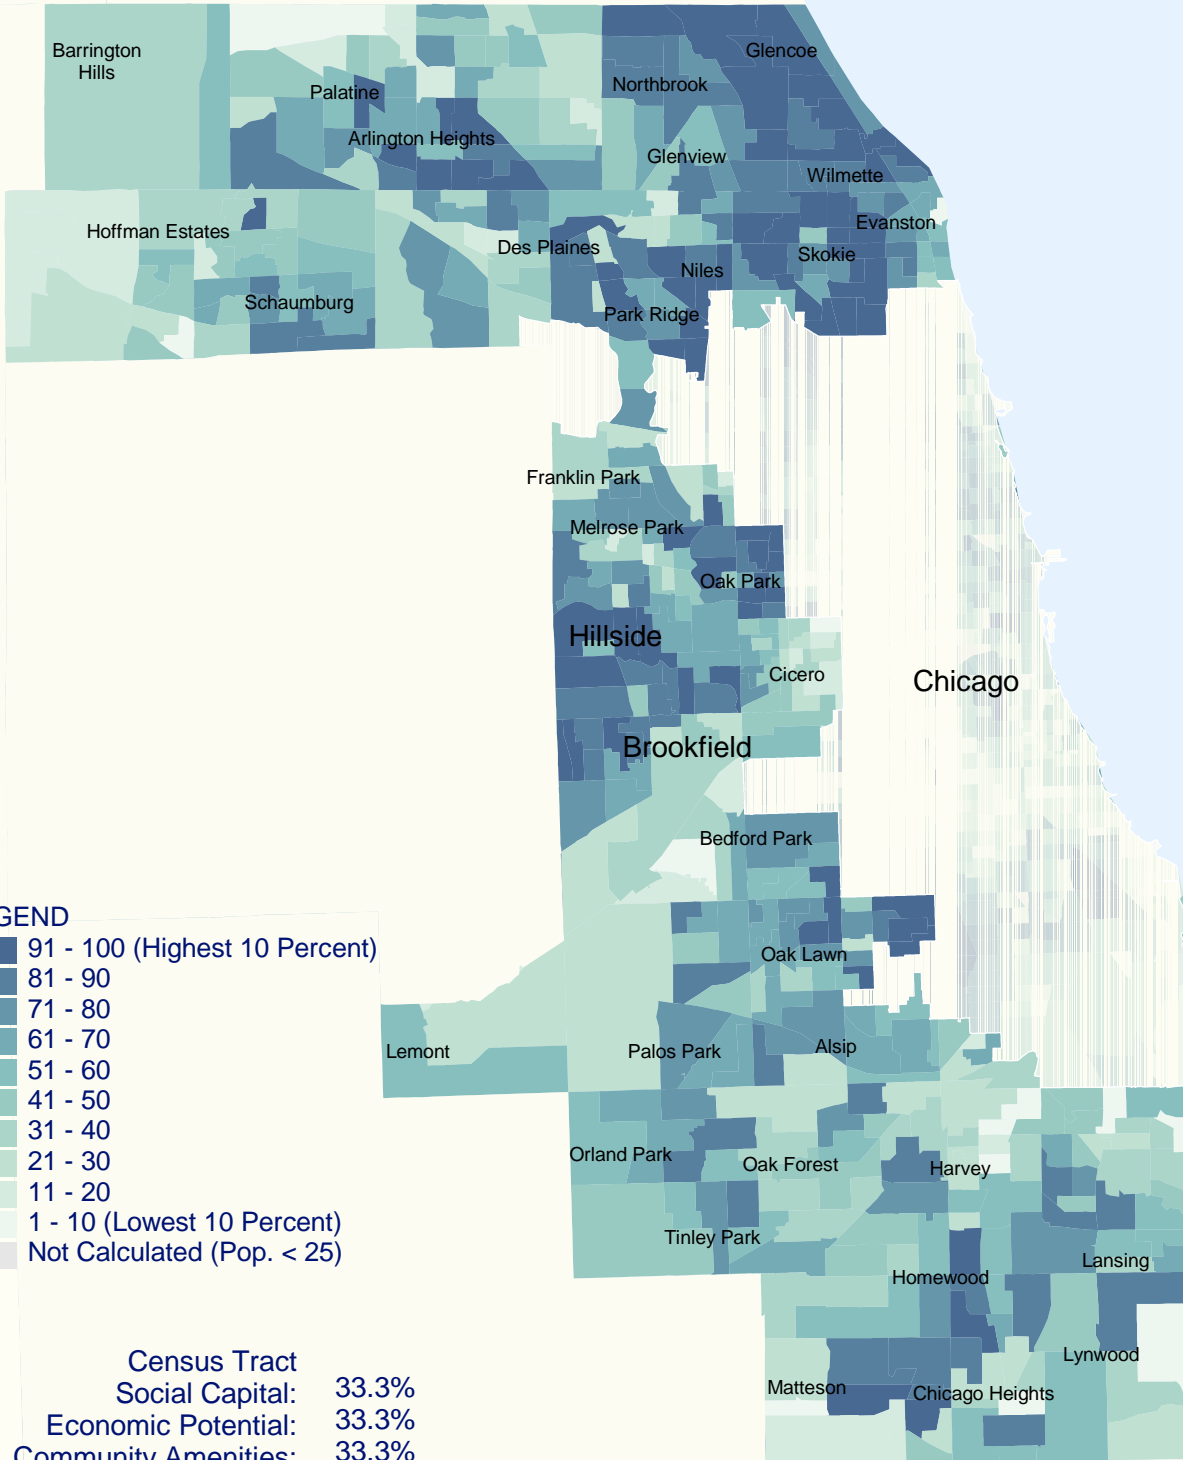 Barrington
Hills
Glencoe
Northbrook
Palatine
Arlington Heights
Glenview
Wilmette
Evanston
Hoffman Estates
Des Plaines
Skokie
Niles
Schaumburg
Park Ridge
Franklin Park
Melrose Park
Oak Park
Hillside
Cicero
Chicago
Brookfield
Bedford Park
GEND
91 - 100 (Highest 10 Percent)
81 - 90
71 - 80
61 - 70
51 - 60
41 - 50
31 - 40
21 - 30
11 - 20
1 - 10 (Lowest 10 Percent)
Not Calculated (Pop. < 25)
Oak Lawn
Lemont
Palos Park
Alsip
Orland Park
Oak Forest
Harvey
Tinley Park
Lansing
Homewood
Lynwood
Matteson
Chicago Heights
Census Tract
Social Capital: 33.3%
Economic Potential: 33.3%
Community Amenities: 33.3%